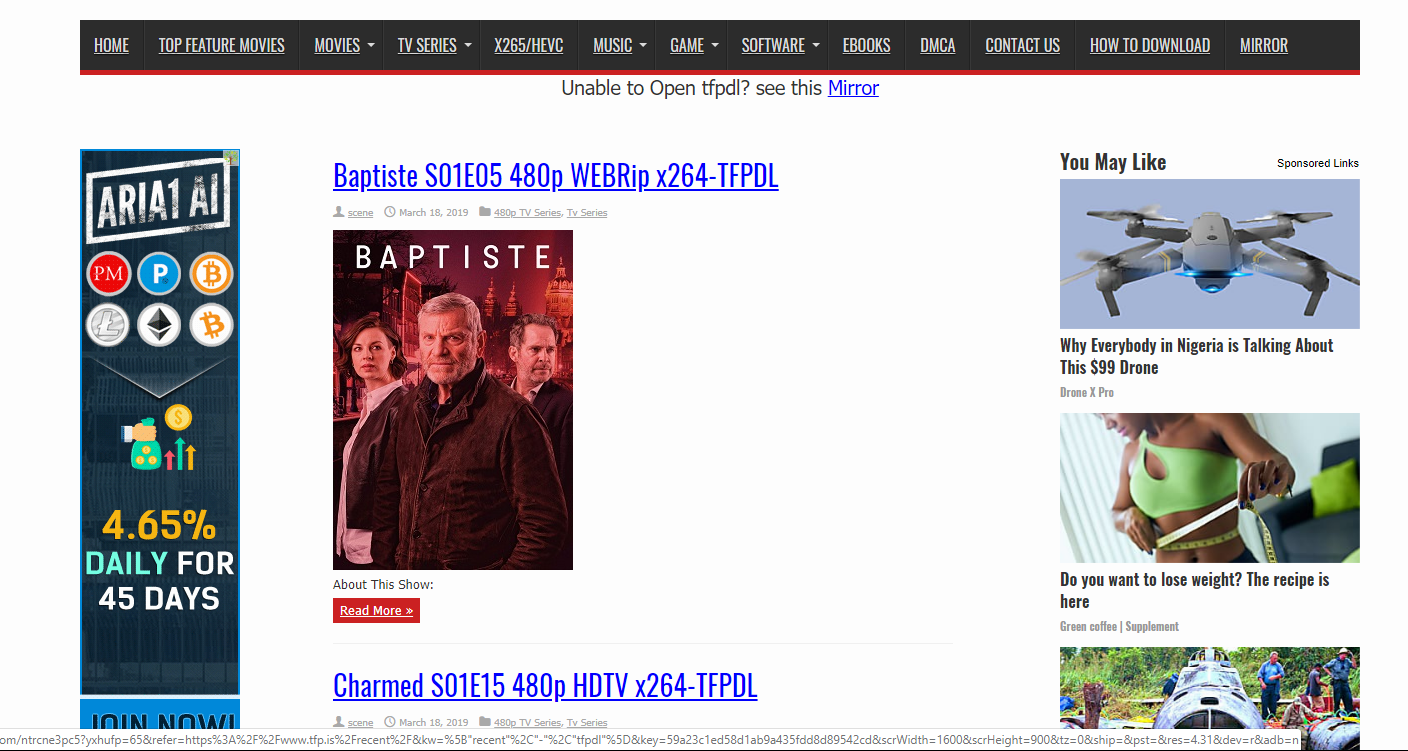 HOME TOP FEATURE MOVIES MOVIES TV SERIES X265/HEVC MUSIC GAME SOFTWARE EBOOKS DMCA CONTACT US HOW TO DOWNLOAD MIRROR
Unable to Open tfpdl? see this Mirror
ARIA1 AI
PM
4.65%
DAILY FOR
45 DAYS
JOIN NOW!
Baptiste S01E05 480p WEBRip x264-TFPDL
scene March 18, 2019 480p TV Series, Tv Series
BAPTISTE
About This Show:
Read More »
Charmed S01E15 480p HDTV x264-TFPDL
scene March 18, 2019 480p TV Series, Tv Series
You May Like
Sponsored Links
Why Everybody in Nigeria is Talking About
This $99 Drone
Drone X Pro
Do you want to lose weight? The recipe is
here
Green coffee | Supplement
om/ntrcne3pc5?yxhufp=65&refer=https%3A%2F%2Fwww.tfp.is%2Frecent%2F&kw=%5B"recent"%2C"-"%2C"tfpdl"%5D&key=59a23c1ed58d1ab9a435fdd8d89542cd&scrWidth=1600&scrHeight=900&tz=0&ship=&pst=&res=4.31&dev=r&adb=n